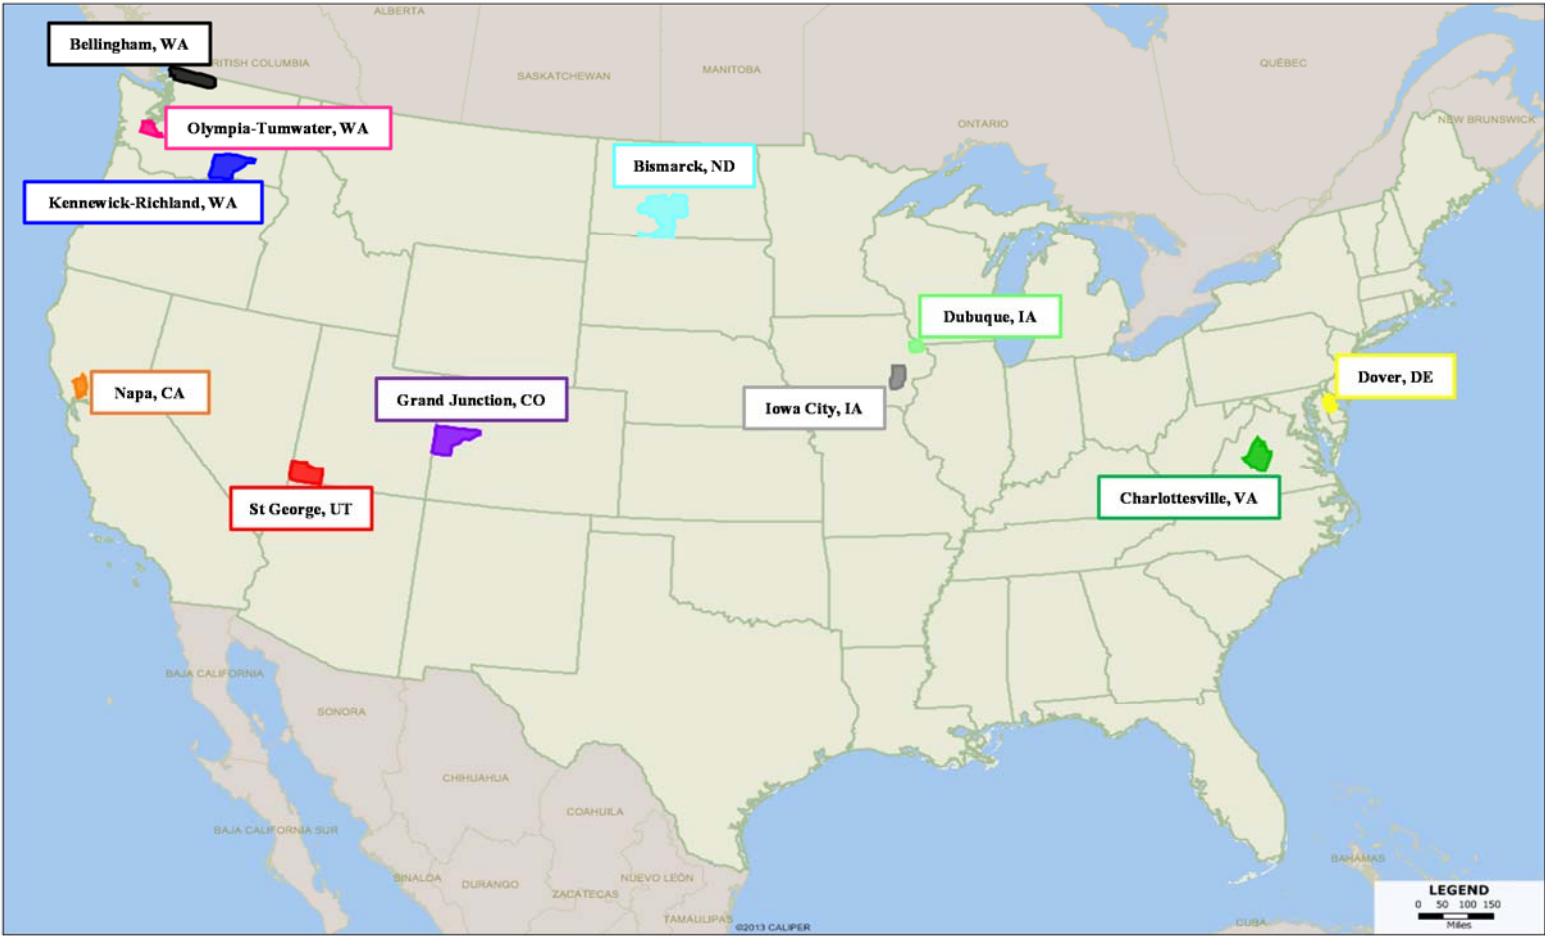 ALBERTA
Bellingham, WA
RITISH COLUMBIA
SASKATCHEWAN
MANITOBA
QUÉBEC
ONTARIO
NEW BRUNSWICK
Olympia-Tumwater, WA
Bismarck, ND
Kennewick-Richland, WA
Dubuque, IA
Dover, DE
Napa, CA
Grand Junction, CO
Iowa City, IA
Charlottesville, VA
St George, UT
BAJA CALIFORNIA
SONORA
CHIHUAHUA
COAHUILA
BAJA CALIFORNIA SUR
BAHAMAS
SINALOA
DURANGO
NUEVO LEÓN
ZACATECAS
TAMAULIPAS
CUBA
©2013 CALIPER
LEGEND
0 50 100 150
Miles